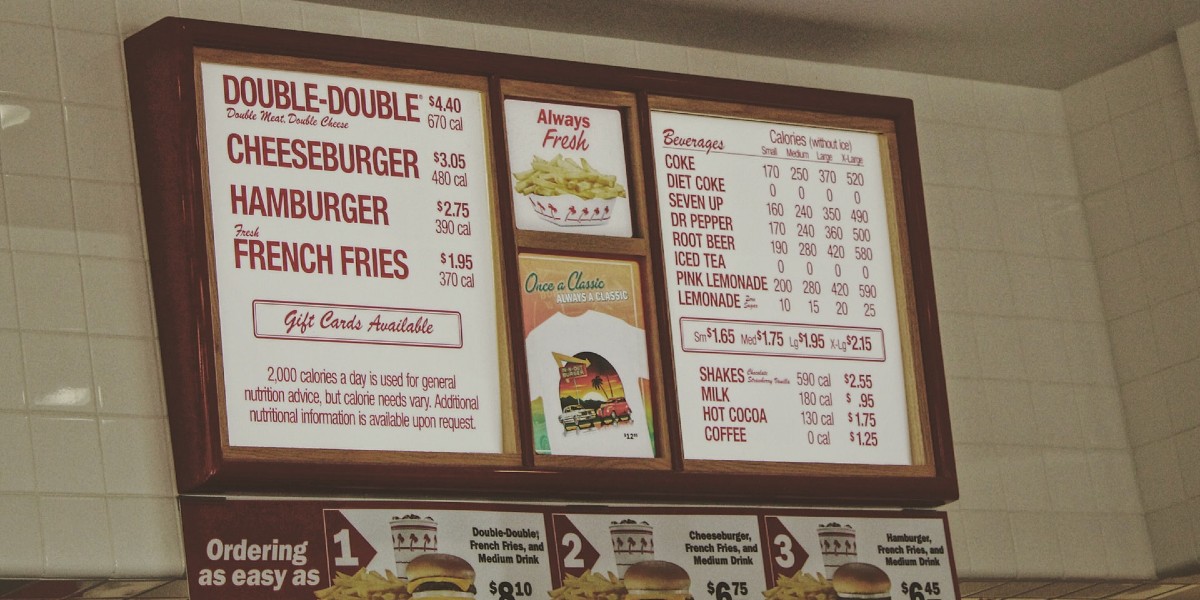 DOUBLE-DOUBLE® $4.40
Double Meat, Double Cheese 670 cal
CHEESEBURGER $3.05
480 cal
HAMBURGER $2.75
390 cal
Fresh
FRENCH FRIES $1.95
370 cal
Gift Cards Available
2,000 calories a day is used for general
nutrition advice, but calorie needs vary. Additional
nutritional information is available upon request.
Always
Fresh
Once a Classic
ALWAYS A CLASSIC
IN-N-OUT
BURGER
$12
Beverages Calories (without ice)
Small Medium Large X-Large
COKE 170 250 370 520
DIET COKE 0 0 0 0
SEVEN UP 160 240 350 490
DR PEPPER 170 240 360 500
ROOT BEER 190 280 420 580
ICED TEA 0 0 0 0
PINK LEMONADE 200 280 420 590
LEMONADE Zero Sugar 10 15 20 25
Sm $1.65 Med $1.75 Lg $1.95 X-Lg $2.15
SHAKES Chocolate Strawberry Vanilla 590 cal $2.55
MILK 180 cal $ .95
HOT COCOA 130 cal $1.75
COFFEE 0 cal $1.25
Ordering
as easy as
1
Double-Double,
French Fries, and
Medium Drink
$8.10
2
Cheeseburger,
French Fries, and
Medium Drink
$6.75
3
Hamburger,
French Fries, and
Medium Drink
$6.45